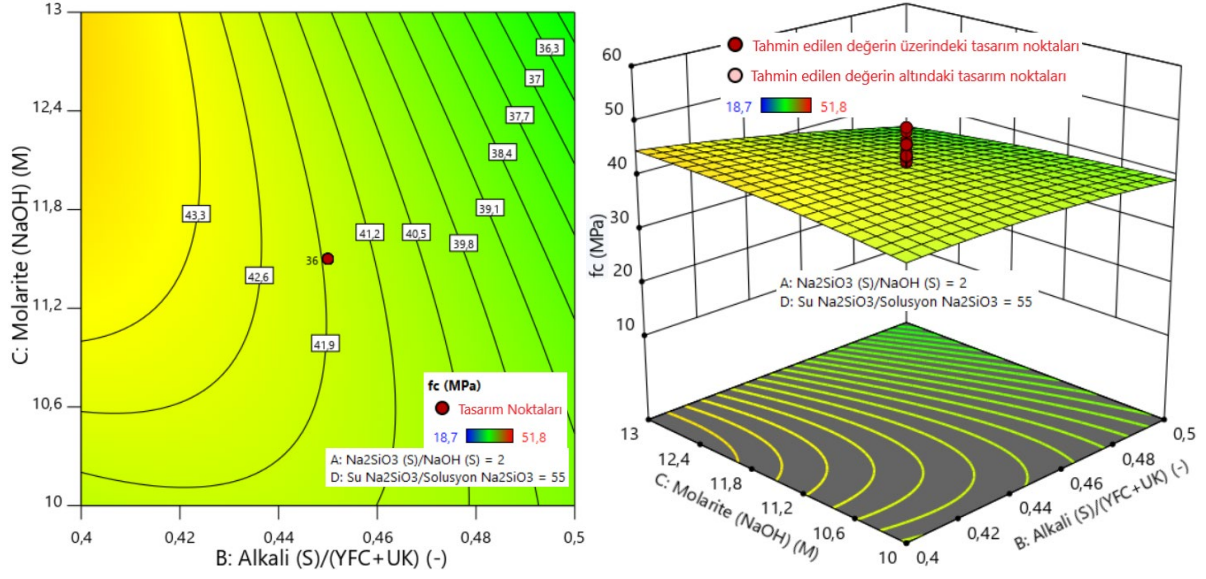 13
12,4
11,8
11,2
10,6
10
C: Molarite (NaOH) (M)
36,3
37
37,7
38,4
39,1
39,8
40,5
41,2
43,3
42,6
36
41,9
fc (MPa)
Tasarım Noktaları
18,7 51,8
A: Na2SiO3 (S)/NaOH (S) = 2
D: Su Na2SiO3/Solusyon Na2SiO3 = 55
0,4 0,42 0,44 0,46 0,48 0,5
B: Alkali (S)/(YFC+UK) (-)
Tahmin edilen değerin üzerindeki tasarım noktaları
Tahmin edilen değerin altındaki tasarım noktaları
18,7 51,8
60
50
40
30
20
10
fc (MPa)
A: Na2SiO3 (S)/NaOH (S) = 2
D: Su Na2SiO3/Solusyon Na2SiO3 = 55
13
12,4
11,8
11,2
10,6
10
C: Molarite (NaOH) (M)
0,4
0,42
0,44
0,46
0,48
0,5
B: Alkali (S)/(YFC+UK) (-)